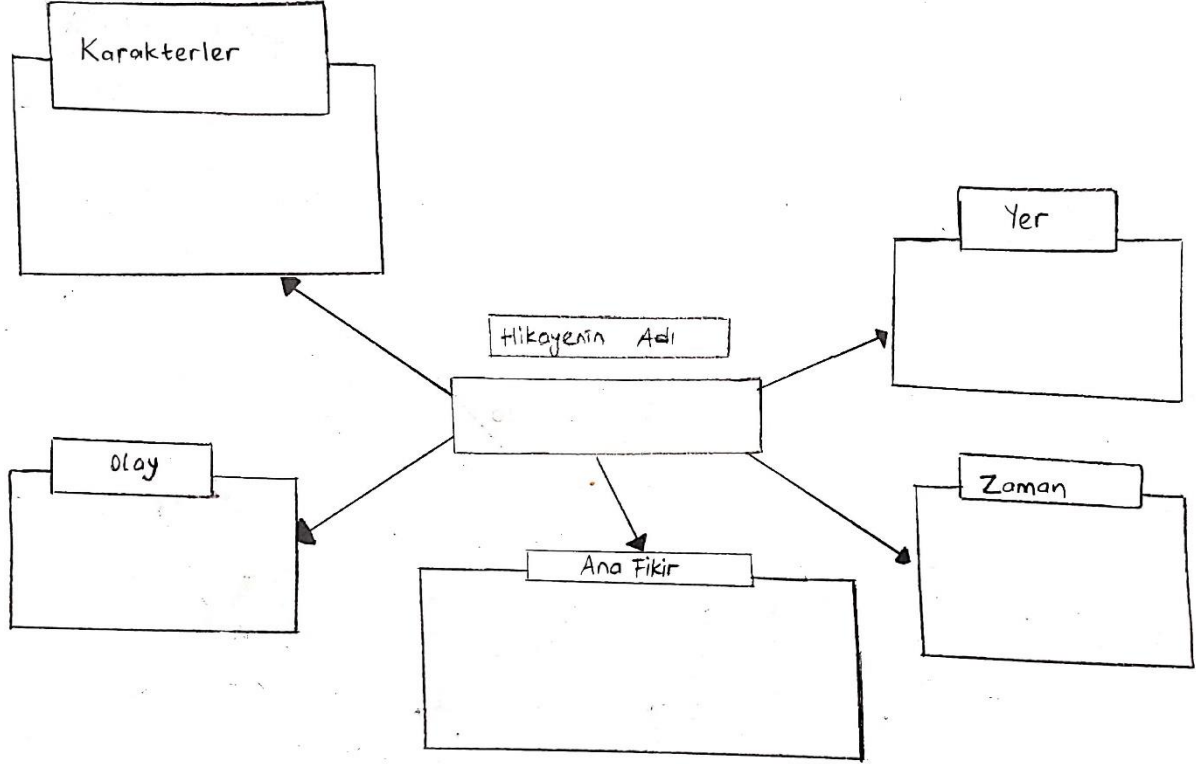 Karakterler
Yer
Hikayenin Adı
Olay
Zaman
Ana Fikir